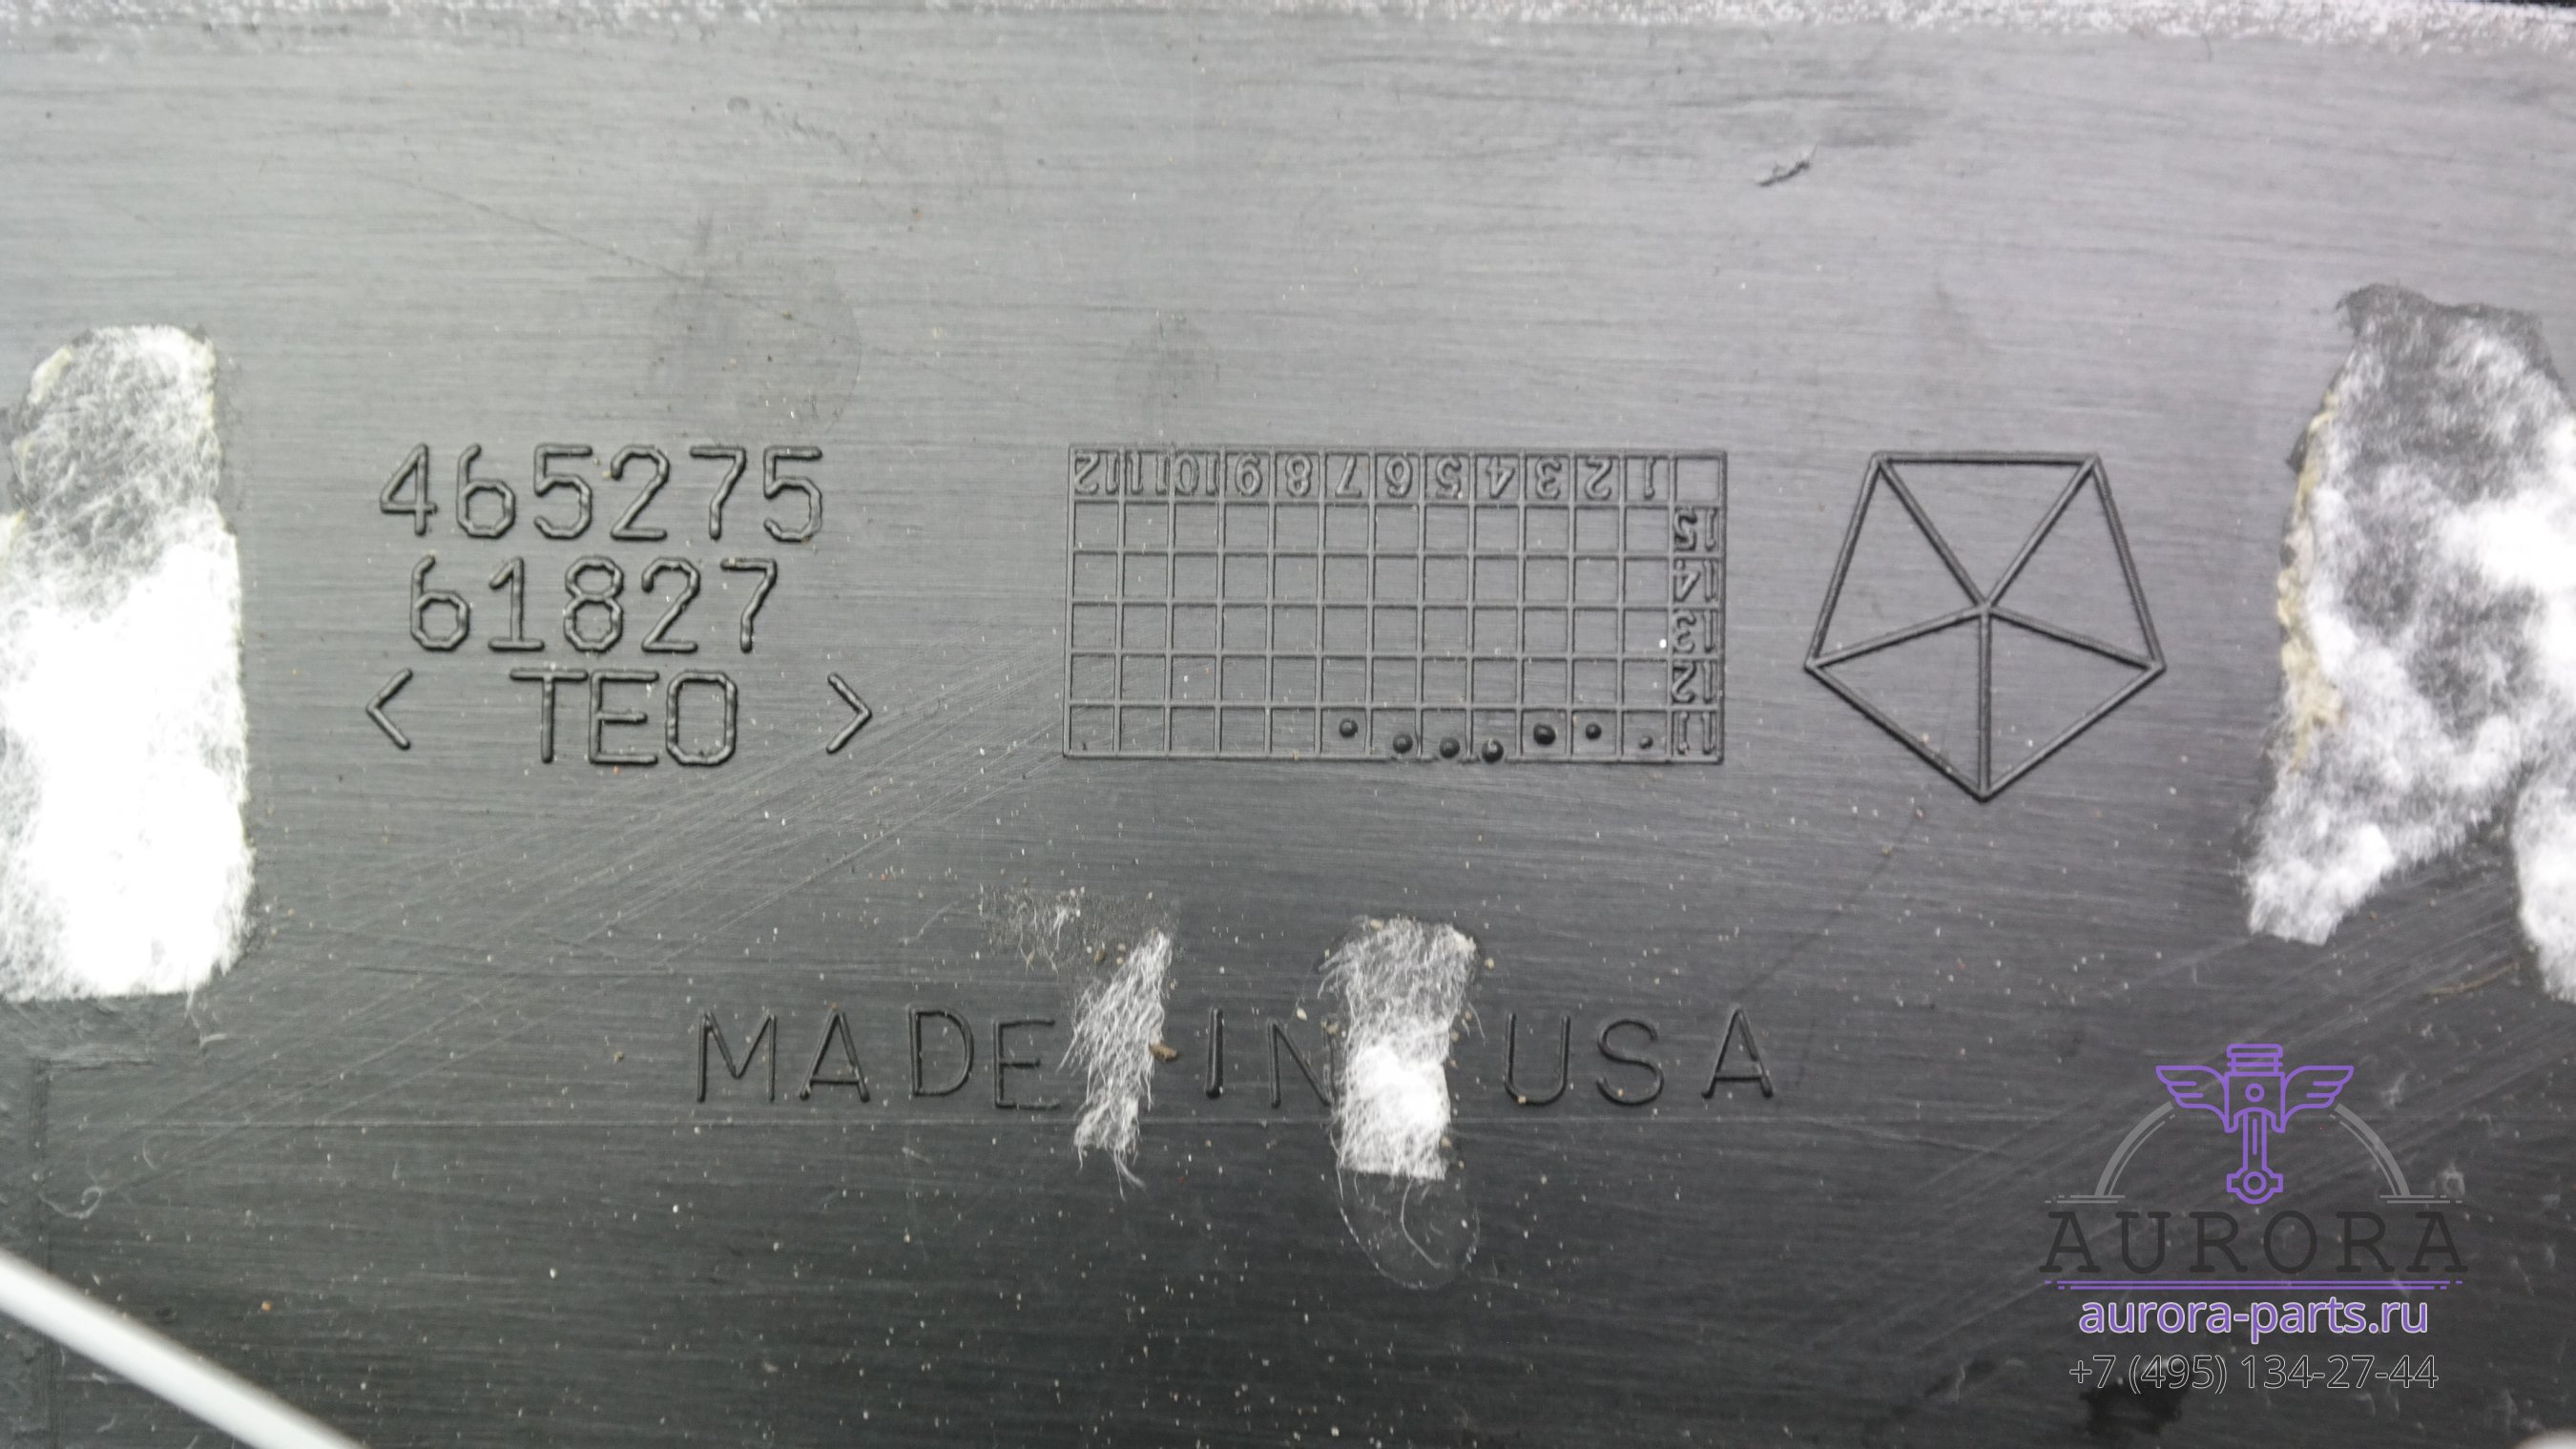 465275
61827
< TEO >
12 11 10 9 8 7 6 5 4 3 2 1
15
14
13
12
11
MADE IN USA
AURORA
aurora-parts.ru
+7 (495) 134-27-44